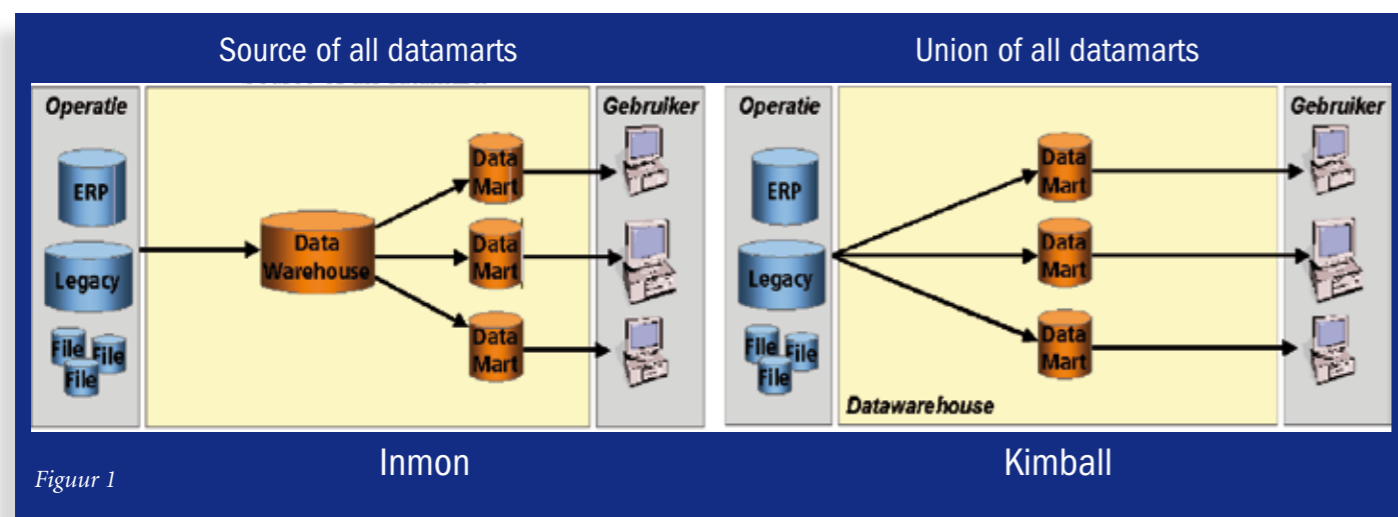 Source of all datamarts
Operatie
Gebruiker
ERP
Legacy
File
File
File
Data
Warehouse
Data
Mart
Data
Mart
Data
Mart
Inmon
Union of all datamarts
Operatie
Gebruiker
ERP
Legacy
File
File
File
Data
Mart
Data
Mart
Data
Mart
Datawarehouse
Kimball
Figuur 1